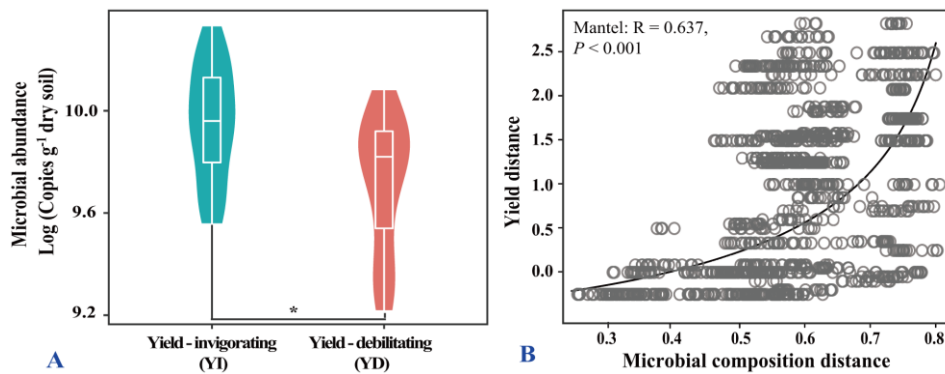 Microbial abundance
Log (Copies g⁻¹ dry soil)
10.0
9.6
9.2
*
Yield - invigorating
(YI)
Yield - debilitating
(YD)
A
Mantel: R = 0.637,
P < 0.001
Yield distance
2.5
2.0
1.5
1.0
0.5
0.0
0.3 0.4 0.5 0.6 0.7 0.8
Microbial composition distance
B